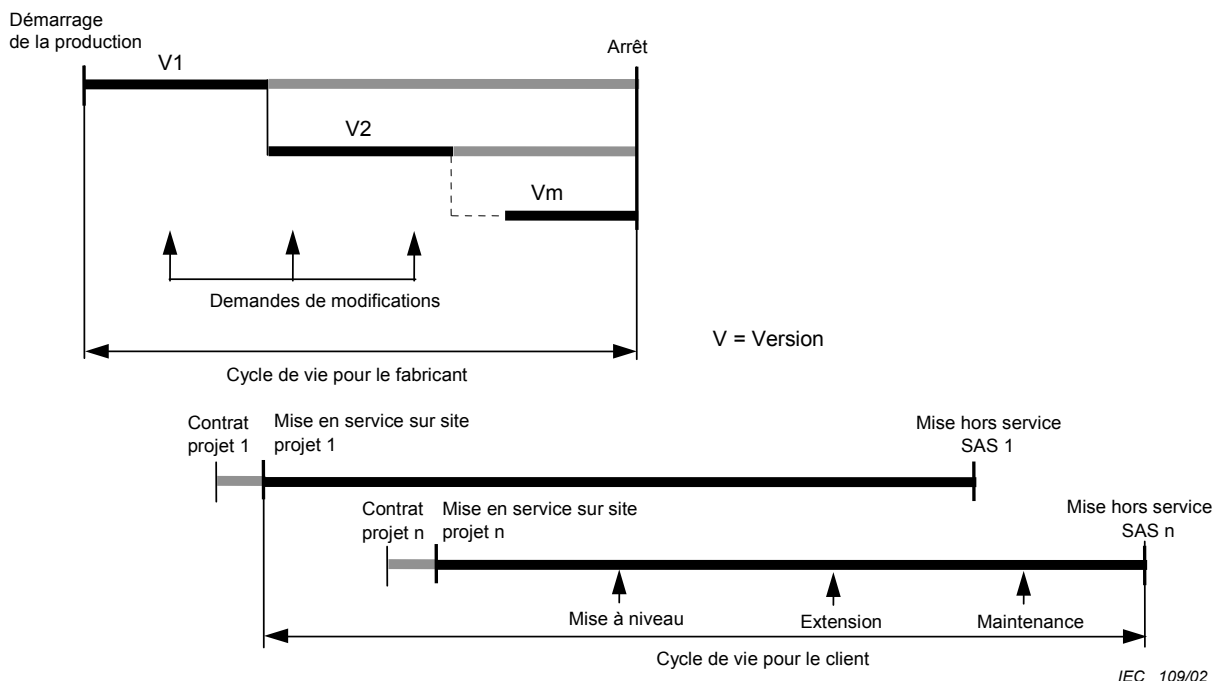 Démarrage
de la production
Arrêt
V1
V2
Vm
Demandes de modifications
V = Version
Cycle de vie pour le fabricant
Contrat
projet 1
Mise en service sur site
projet 1
Mise hors service
SAS 1
Contrat
projet n
Mise en service sur site
projet n
Mise hors service
SAS n
Mise à niveau
Extension
Maintenance
Cycle de vie pour le client
IEC 109/02